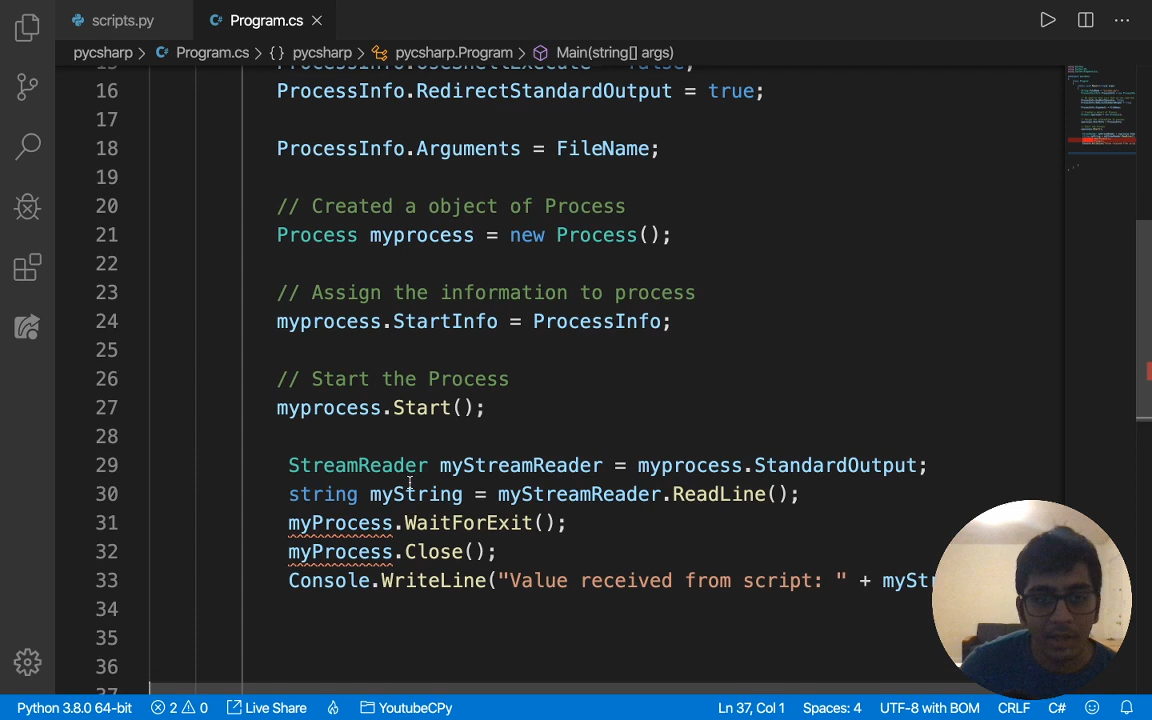 scripts.py
Program.cs
pycsharp > Program.cs > {} pycsharp > pycsharp.Program > Main(string[] args)
15 ProcessInfo.UseShellExecute = false;
16 ProcessInfo.RedirectStandardOutput = true;
17
18 ProcessInfo.Arguments = FileName;
19
20 // Created a object of Process
21 Process myprocess = new Process();
22
23 // Assign the information to process
24 myprocess.StartInfo = ProcessInfo;
25
26 // Start the Process
27 myprocess.Start();
28
29 StreamReader myStreamReader = myprocess.StandardOutput;
30 string myString = myStreamReader.ReadLine();
31 myProcess.WaitForExit();
32 myProcess.Close();
33 Console.WriteLine("Value received from script: " + myStr
34
35
36
37
Python 3.8.0 64-bit 2 0 Live Share YoutubeCPy Ln 37, Col 1 Spaces: 4 UTF-8 with BOM CRLF C#